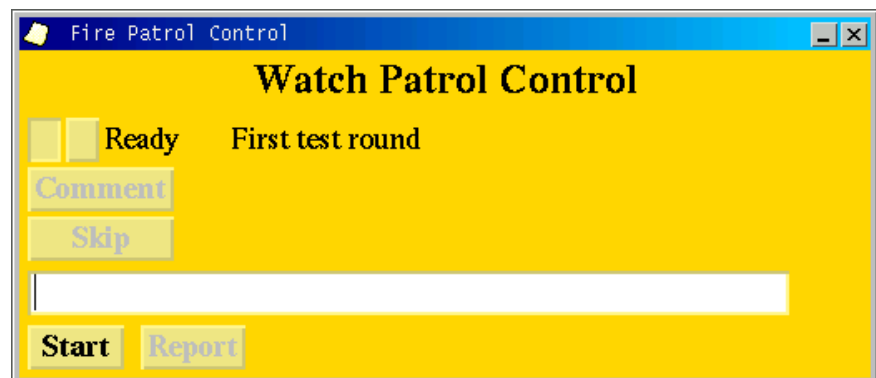 Fire Patrol Control
Watch Patrol Control
Ready First test round
Comment
Skip
Start Report